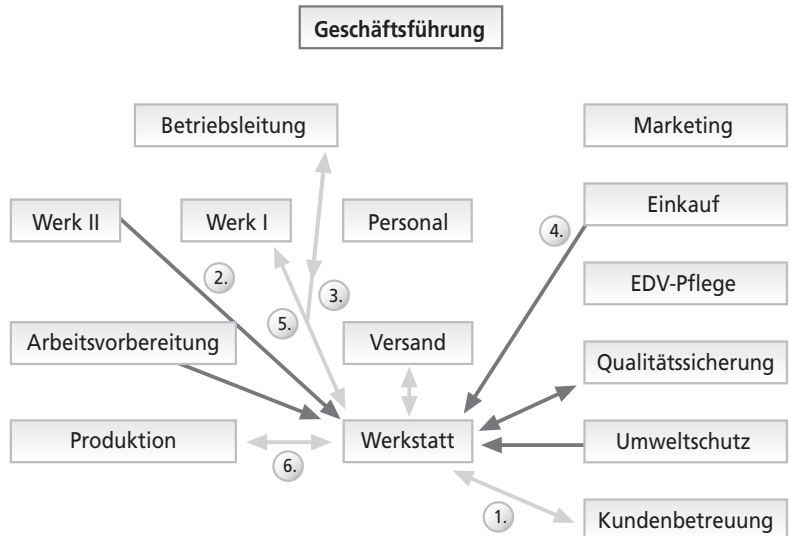 Geschäftsführung
Betriebsleitung
Marketing
Werk II
Werk I
Personal
Einkauf
4.
2.
3.
EDV-Pflege
5.
Arbeitsvorbereitung
Versand
Qualitätssicherung
Produktion
Werkstatt
Umweltschutz
6.
1.
Kundenbetreuung